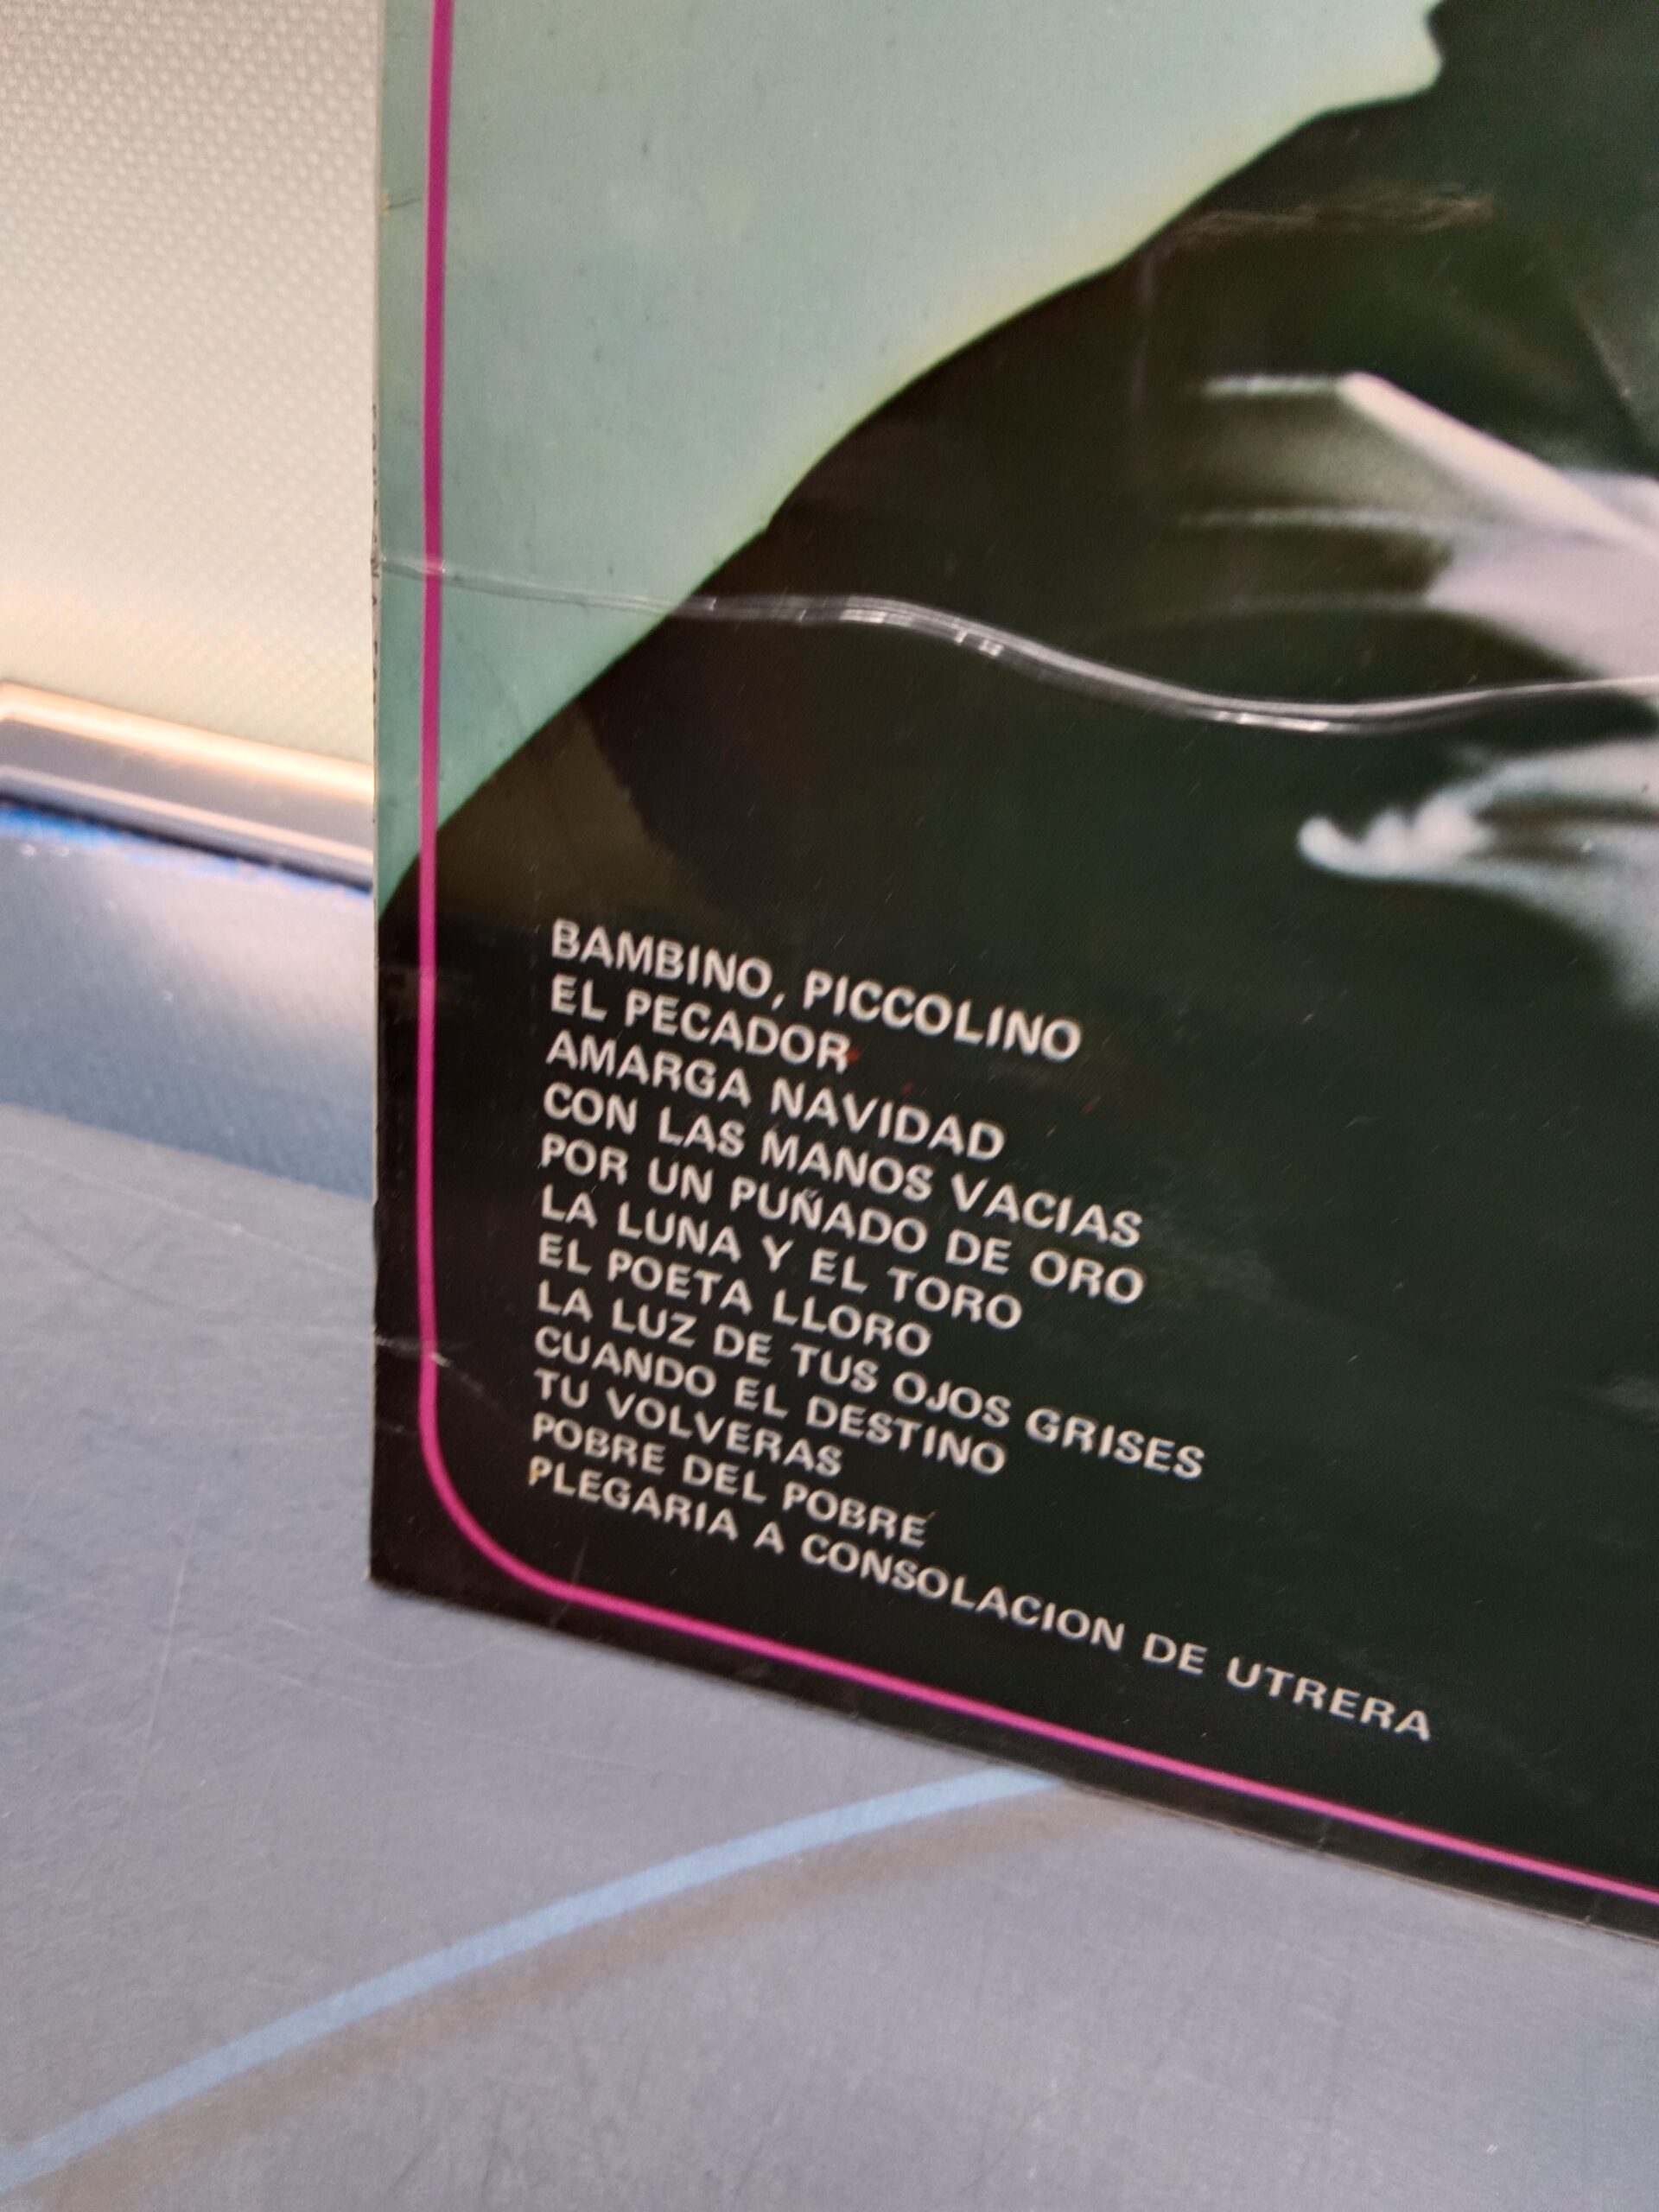 BAMBINO, PICCOLINO
EL PECADOR
AMARGA NAVIDAD
CON LAS MANOS VACIAS
POR UN PUÑADO DE ORO
LA LUNA Y EL TORO
EL POETA LLORO
LA LUZ DE TUS OJOS GRISES
CUANDO EL DESTINO
TU VOLVERAS
POBRE DEL POBRE
PLEGARIA A CONSOLACION DE UTRERA